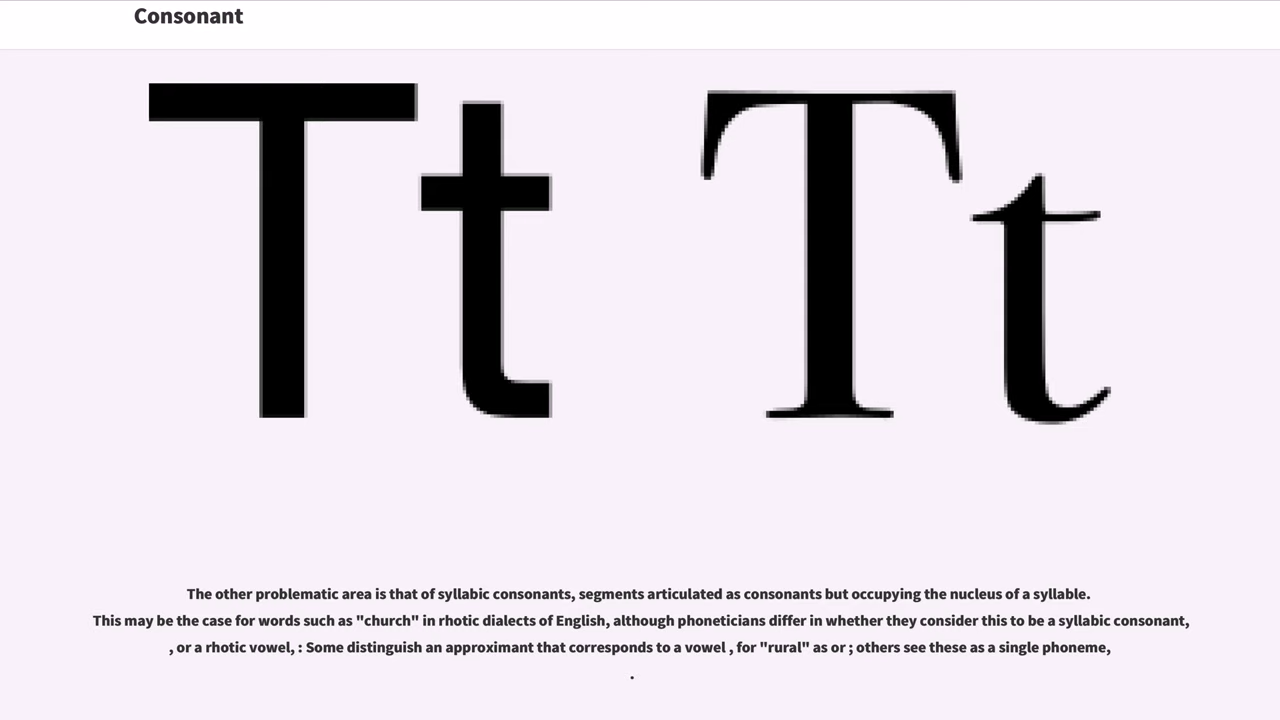 Consonant
Tt Tt
The other problematic area is that of syllabic consonants, segments articulated as consonants but occupying the nucleus of a syllable.
This may be the case for words such as "church" in rhotic dialects of English, although phoneticians differ in whether they consider this to be a syllabic consonant,
, or a rhotic vowel, : Some distinguish an approximant that corresponds to a vowel , for "rural" as or ; others see these as a single phoneme,
.